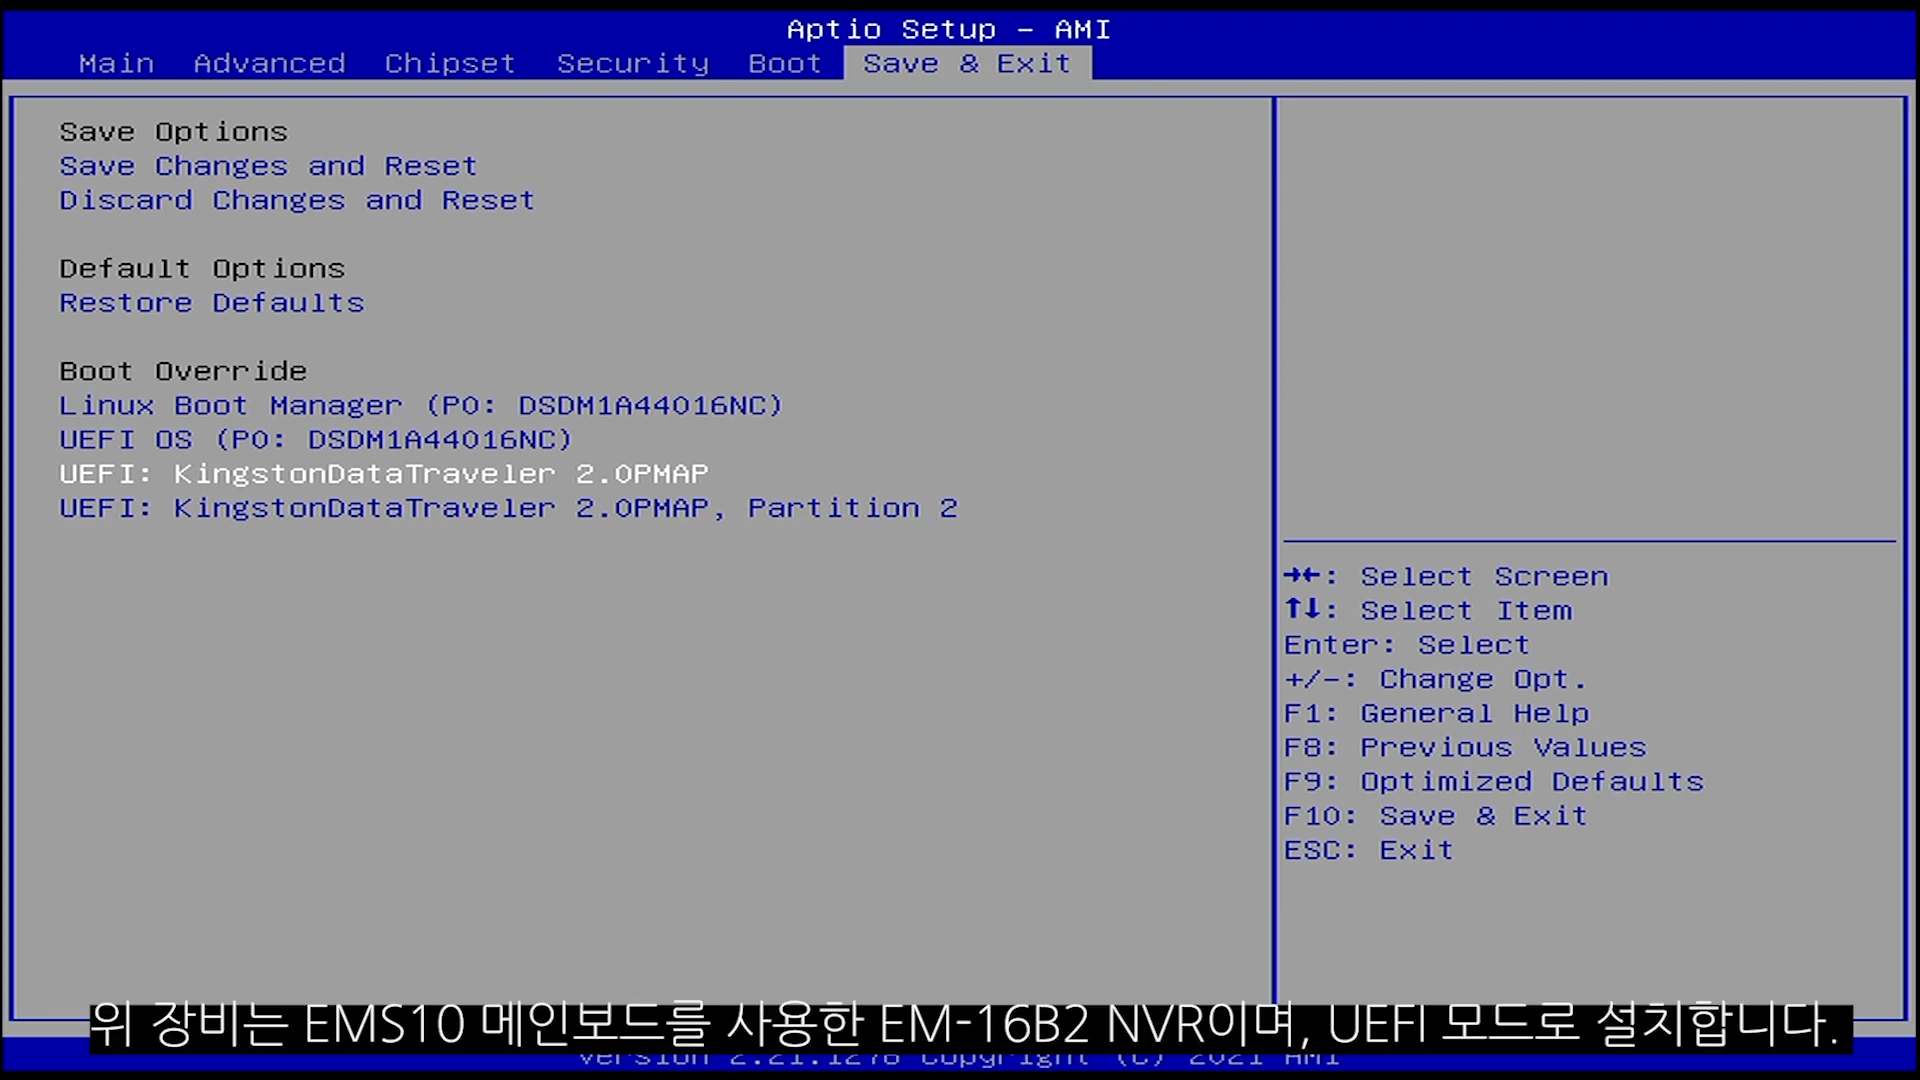 Aptio Setup - AMI
Main Advanced Chipset Security Boot Save & Exit
Save Options
Save Changes and Reset
Discard Changes and Reset
Default Options
Restore Defaults
Boot Override
Linux Boot Manager (P0: DSDM1A44016NC)
UEFI OS (P0: DSDM1A44016NC)
UEFI: KingstonDataTraveler 2.0PMAP
UEFI: KingstonDataTraveler 2.0PMAP, Partition 2
→←: Select Screen
↑↓: Select Item
Enter: Select
+/-: Change Opt.
F1: General Help
F8: Previous Values
F9: Optimized Defaults
F10: Save & Exit
ESC: Exit
위 장비는 EMS10 메인보드를 사용한 EM-16B2 NVR이며, UEFI 모드로 설치합니다.
Version 2.21.1278 Copyright (C) 2021 AMI